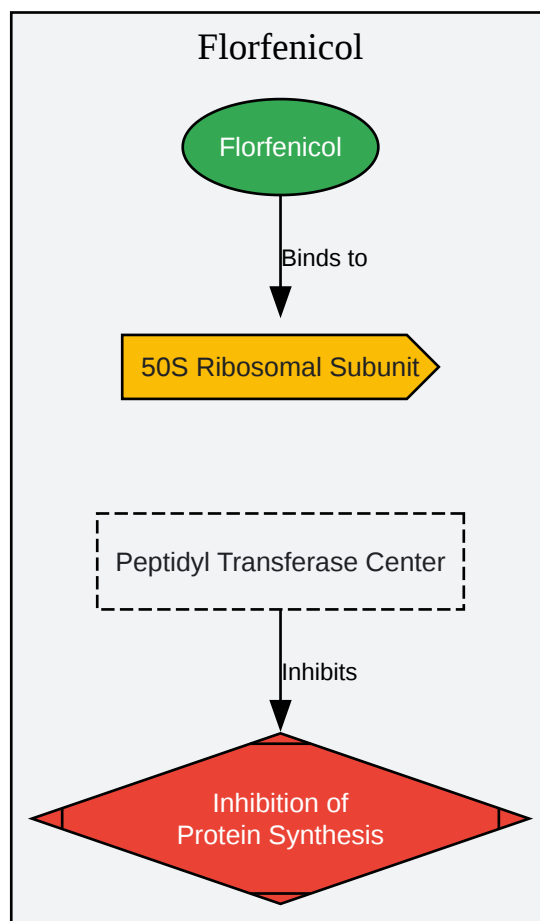 Florfenicol
Florfenicol
Binds to
50S Ribosomal Subunit
Peptidyl Transferase Center
Inhibits
Inhibition of
Protein Synthesis